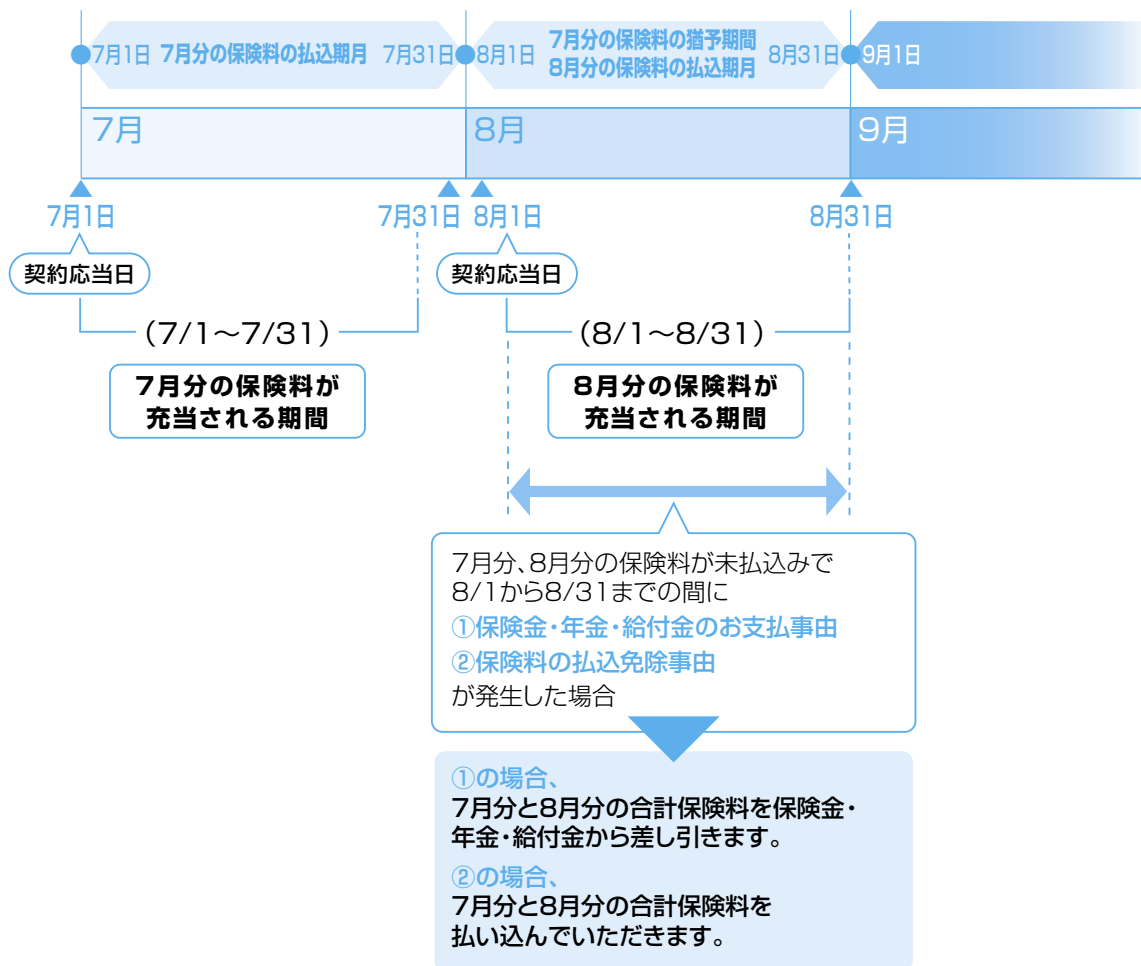 7月1日 7月分の保険料の払込期月 7月31日
8月1日 7月分の保険料の猶予期間
8月分の保険料の払込期月 8月31日
9月1日
7月
8月
9月
7月1日
7月31日
8月1日
8月31日
契約応当日
契約応当日
(7/1~7/31)
(8/1~8/31)
7月分の保険料が
充当される期間
8月分の保険料が
充当される期間
7月分、8月分の保険料が未払込みで
8/1から8/31までの間に
①保険金・年金・給付金のお支払事由
②保険料の払込免除事由
が発生した場合
①の場合、
7月分と8月分の合計保険料を保険金・
年金・給付金から差し引きます。
②の場合、
7月分と8月分の合計保険料を
払い込んでいただきます。